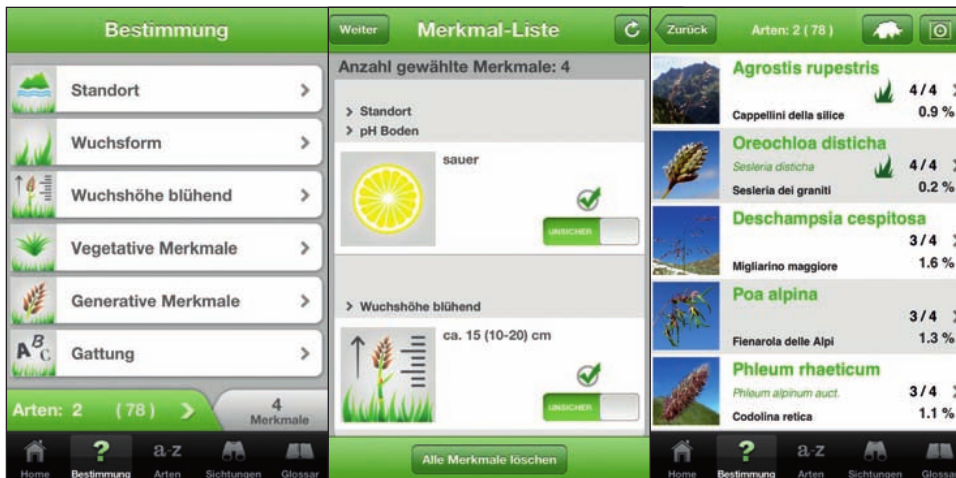 Bestimmung
Standort
Wuchsform
Wuchshöhe blühend
Vegetative Merkmale
Generative Merkmale
A B C
Gattung
Arten: 2 (78)
4
Merkmale
Home
?
Bestimmung
a-z
Arten
Sichtungen
Glossar
Weiter
Merkmal-Liste
Anzahl gewählte Merkmale: 4
> Standort
> pH Boden
sauer
UNSICHER
> Wuchshöhe blühend
ca. 15 (10-20) cm
UNSICHER
Alle Merkmale löschen
Zurück
Arten: 2 ( 78 )
Agrostis rupestris
4/4
Cappellini della silice
0.9 %
Oreochloa disticha
Sesleria disticha
4/4
Sesleria dei graniti
0.2 %
Deschampsia cespitosa
3/4
Migliarino maggiore
1.6 %
Poa alpina
3/4
Fienarola delle Alpi
1.3 %
Phleum rhaeticum
Phleum alpinum auct.
3/4
Codolina retica
1.1 %
Home
?
Bestimmung
a-z
Arten
Sichtungen
Glossar